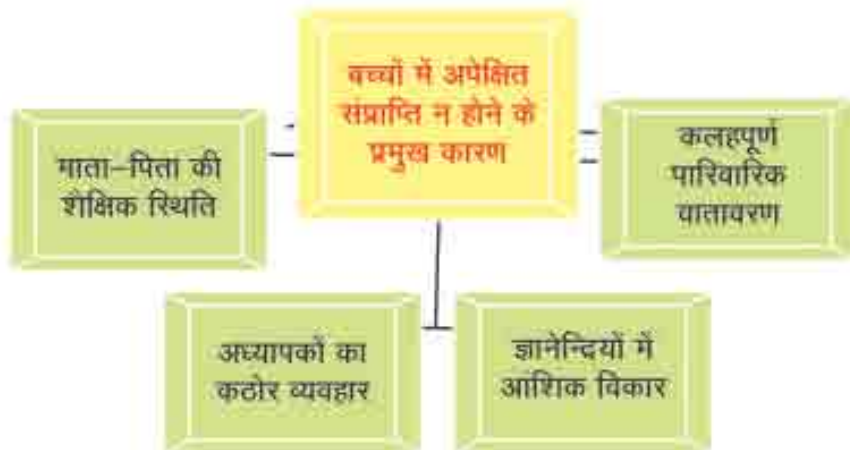 बच्चों में अपेक्षित
संप्राप्ति न होने के
प्रमुख कारण
माता-पिता की
शैक्षिक स्थिति
कलहपूर्ण
पारिवारिक
वातावरण
अध्यापकों का
कठोर व्यवहार
ज्ञानेन्द्रियों में
आंशिक विकार